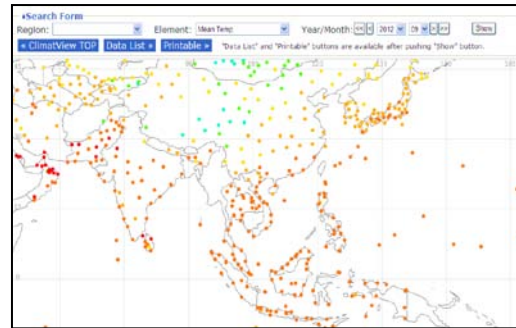 Search Form
Region: Element: Mean Temp Year/Month: << < 2012 09 > >> Show
« ClimatView TOP Data List » Printable » "Data List" and "Printable" buttons are available after pushing "Show" button.